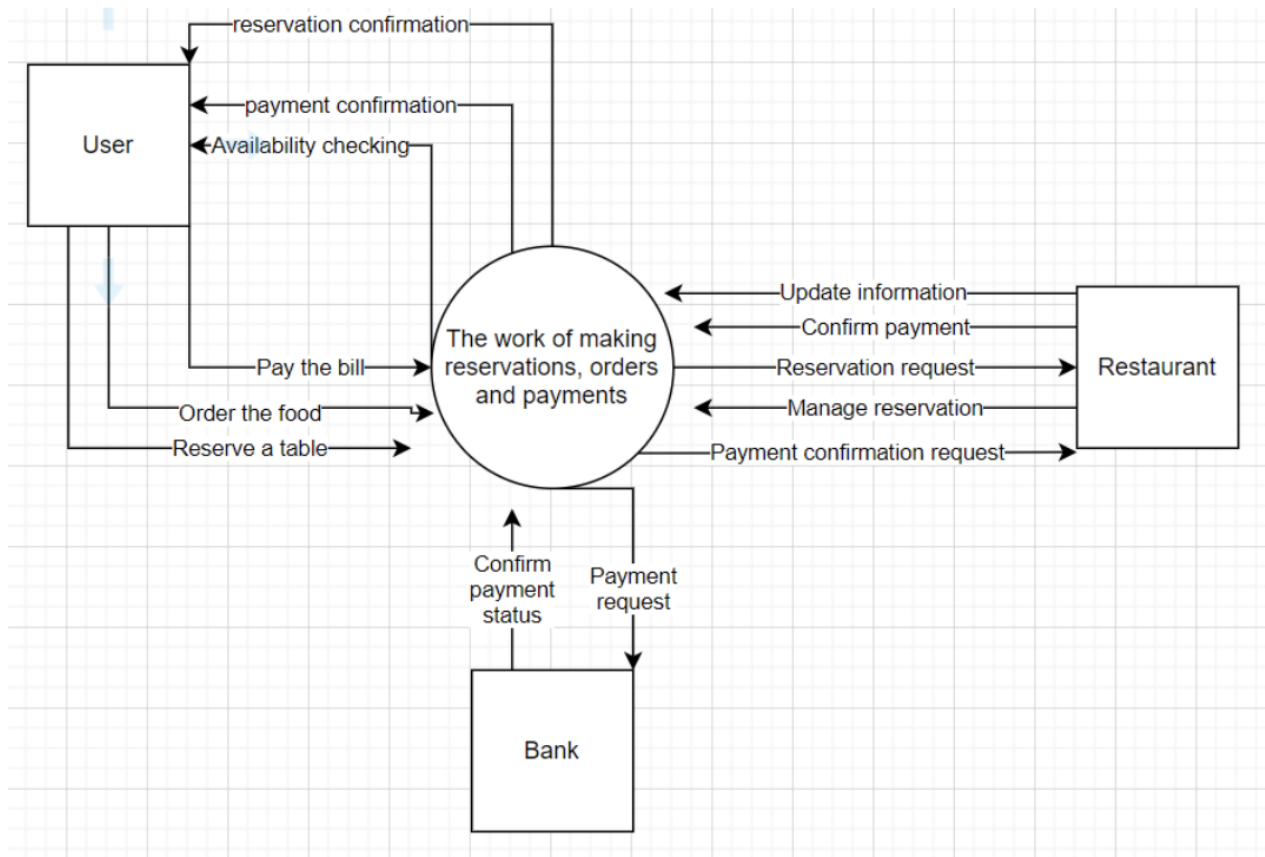 reservation confirmation
payment confirmation
User
Availability checking
Update information
Confirm payment
The work of making
reservations, orders
and payments
Pay the bill
Reservation request
Restaurant
Order the food
Manage reservation
Reserve a table
Payment confirmation request
Confirm
payment
status
Payment
request
Bank